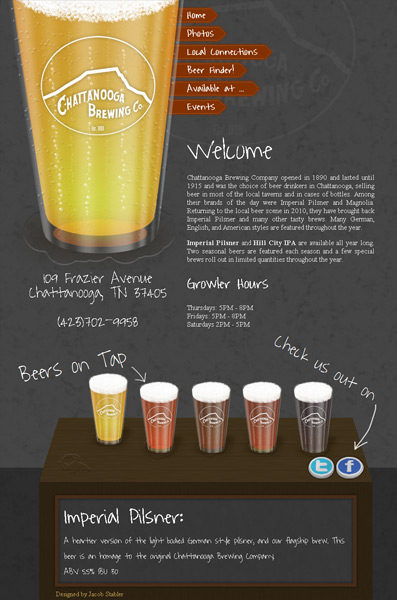 Home
Photos
Local Connections
Beer Finder!
Available at ...
Events
CHATTANOOGA
BREWING CO
Welcome
Chattanooga Brewing Company opened in 1890 and lasted until
1915 and was the choice of beer drinkers in Chattanooga, selling
beer in most of the local taverns and in cases of bottles. Among
their brands of the day were Imperial Pilsner and Magnolia.
Returning to the local beer scene in 2010, they have brought back
Imperial Pilsner and many other tasty brews. Many German,
English, and American styles are featured throughout the year.
Imperial Pilsner and Hill City IPA are available all year long.
Two seasonal beers are featured each season and a few special
brews roll out in limited quantities throughout the year.
109 Frazier Avenue
Chattanooga, TN 37405
(423)702-9958
Growler Hours
Thursdays: 5PM - 8PM
Fridays: 5PM - 8PM
Saturdays 2PM - 5PM
Beers on Tap
Check us out on
t f
Imperial Pilsner:
A heartier version of the light bodied German style pilsner, and our flagship brew. This
beer is an homage to the original Chattanooga Brewing Company.
ABV 5.5% IBU 30
Designed by Jacob Stabler